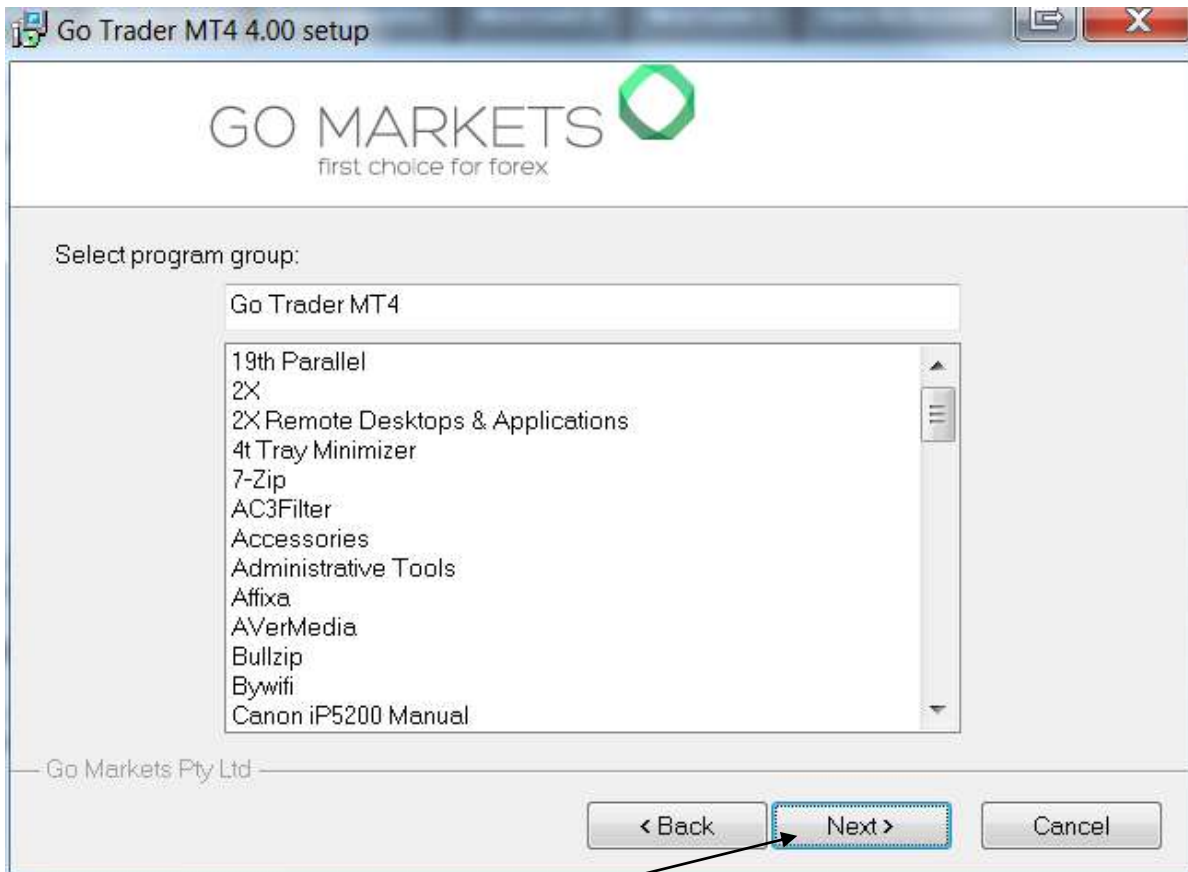 Go Trader MT4 4.00 setup
GO MARKETS
first choice for forex
Select program group:
Go Trader MT4
19th Parallel
2X
2X Remote Desktops & Applications
4t Tray Minimizer
7-Zip
AC3Filter
Accessories
Administrative Tools
Affixa
AVerMedia
Bullzip
Bywifi
Canon iP5200 Manual
Go Markets Pty Ltd
< Back
Next >
Cancel